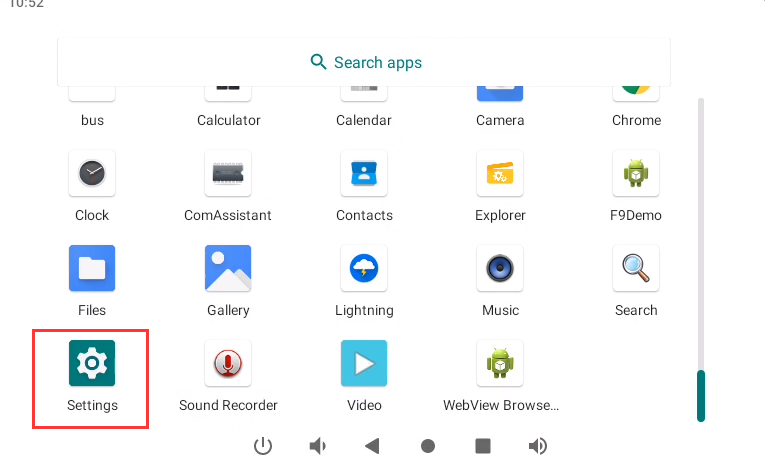 10:52
Search apps
bus Calculator Calendar Camera Chrome
Clock ComAssistant Contacts Explorer F9Demo
Files Gallery Lightning Music Search
Settings Sound Recorder Video WebView Browse...